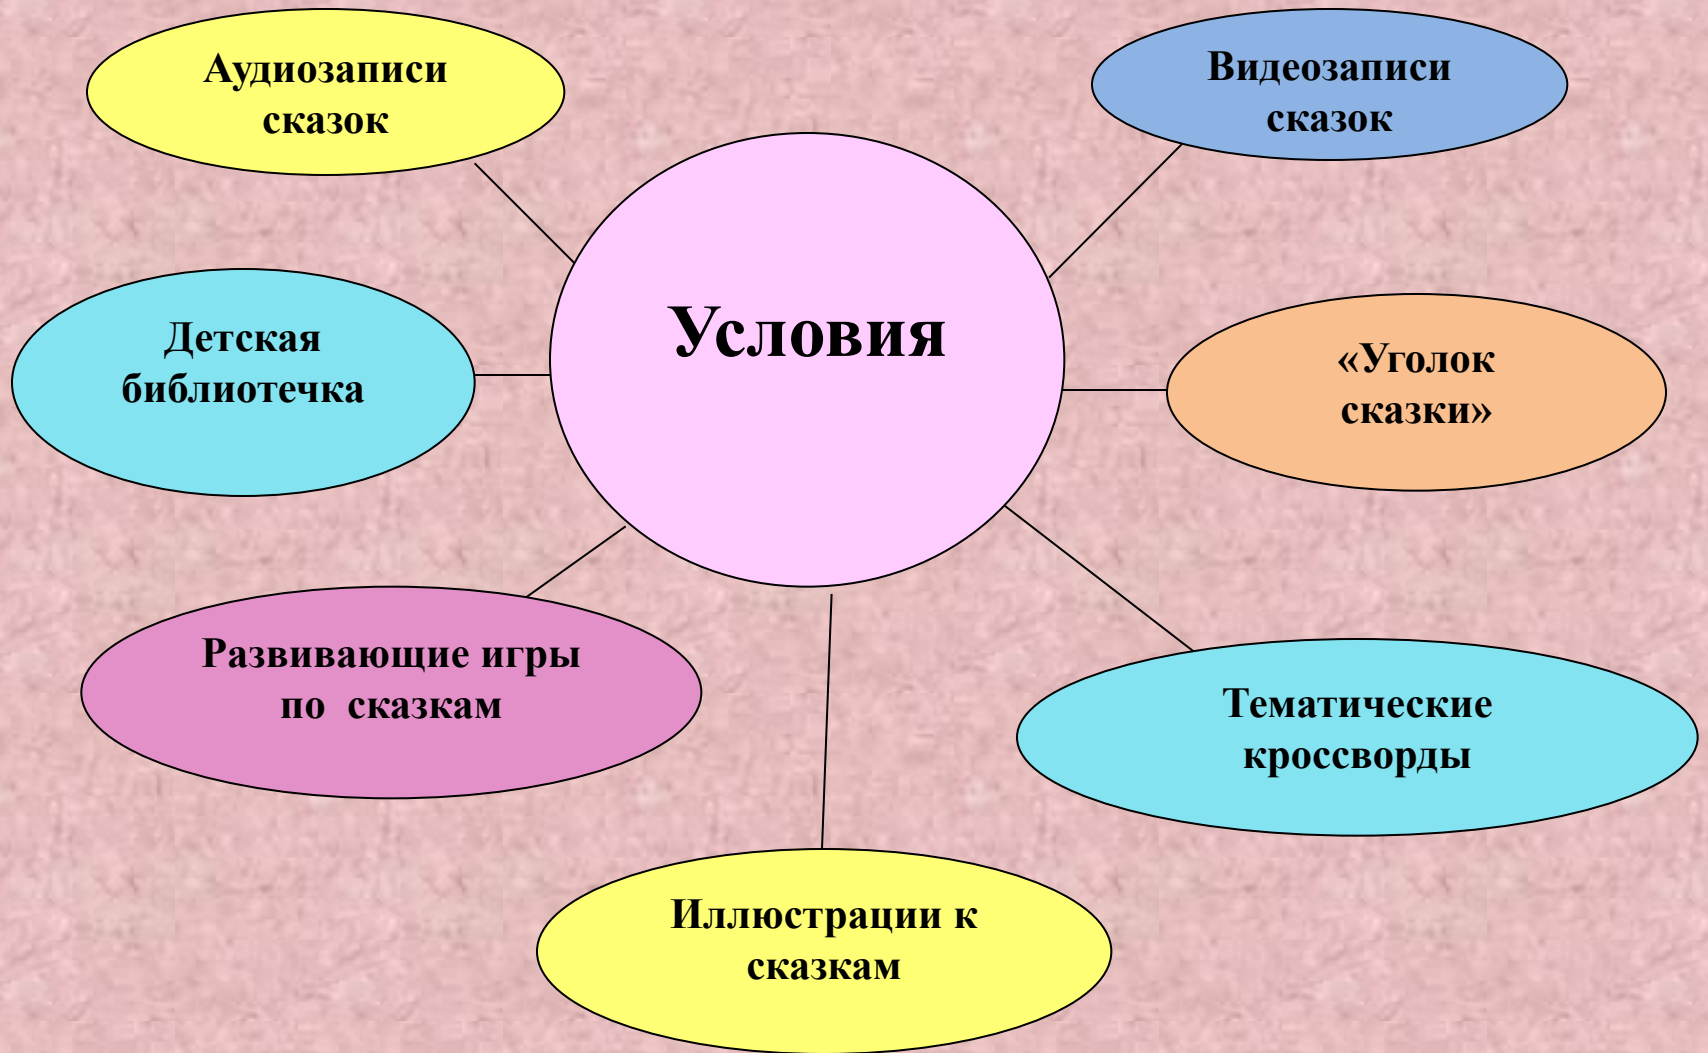 Аудиозаписи
сказок
Видеозаписи
сказок
Условия
Детская
библиотечка
«Уголок
сказки»
Развивающие игры
по сказкам
Тематические
кроссворды
Иллюстрации к
сказкам